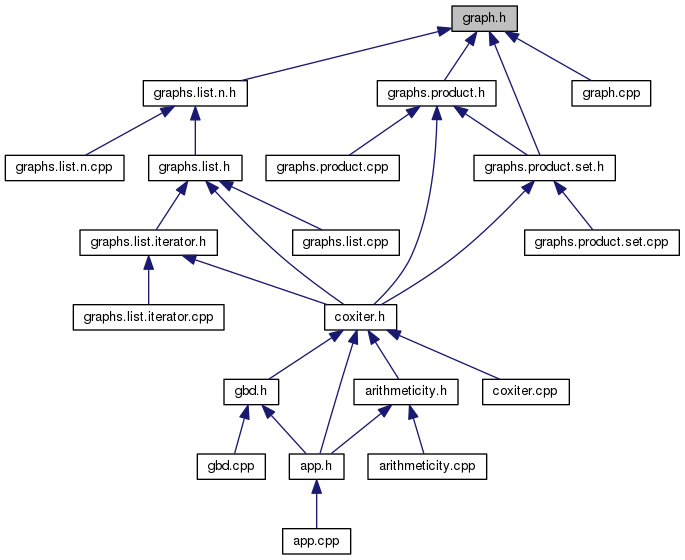 graph.h
graphs.list.n.h
graphs.product.h
graph.cpp
graphs.list.n.cpp
graphs.list.h
graphs.product.cpp
graphs.product.set.h
graphs.list.iterator.h
graphs.list.cpp
graphs.product.set.cpp
graphs.list.iterator.cpp
coxiter.h
gbd.h
arithmeticity.h
coxiter.cpp
gbd.cpp
app.h
arithmeticity.cpp
app.cpp